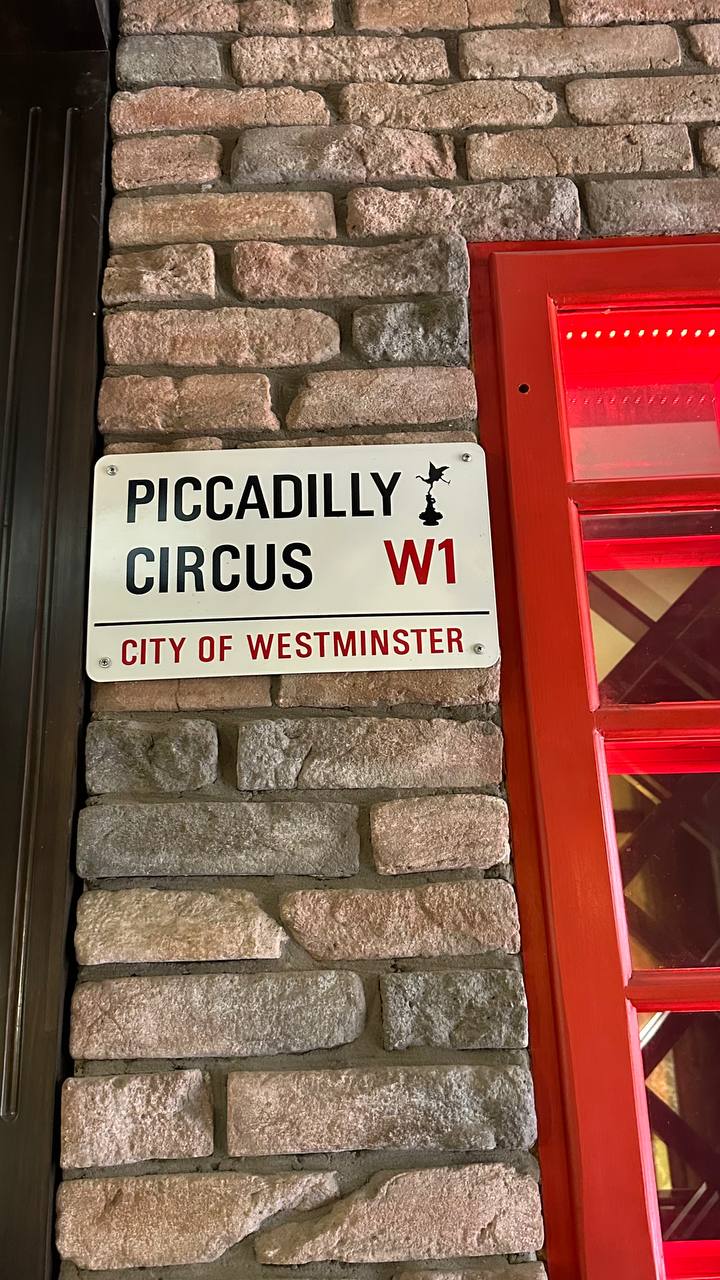 PICCADILLY
CIRCUS W1
CITY OF WESTMINSTER